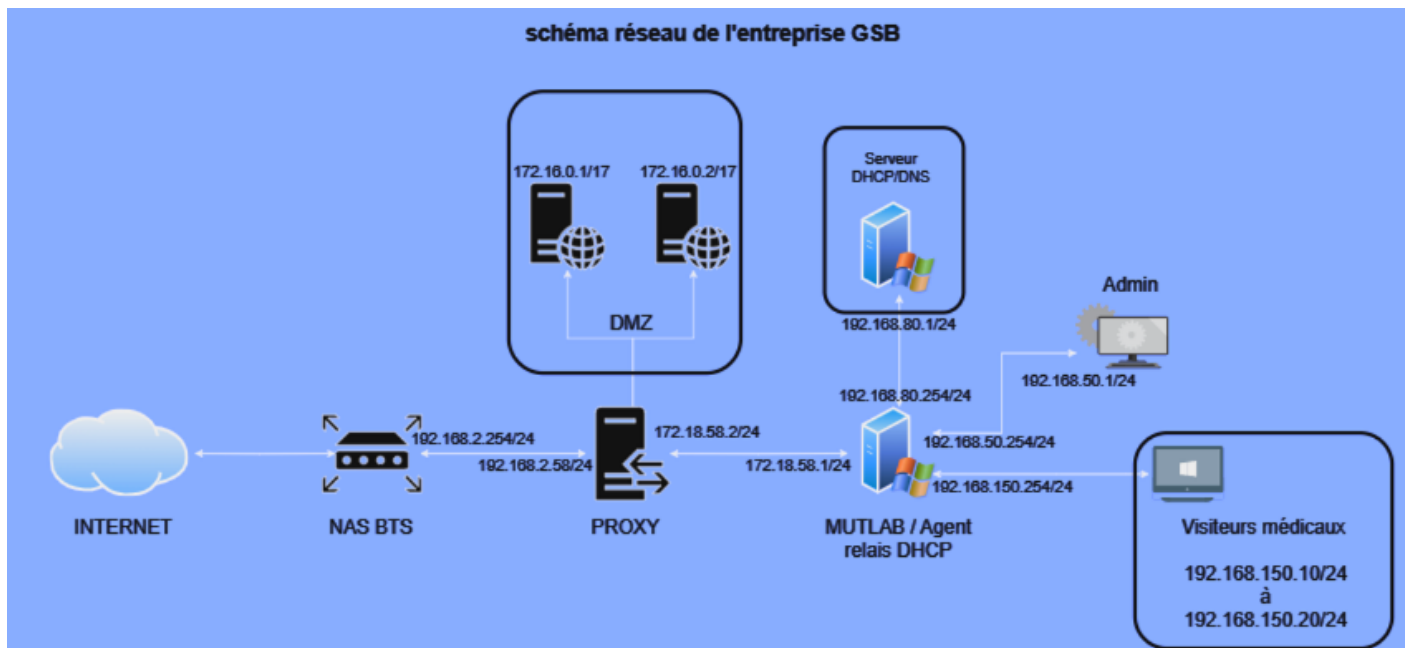 schéma réseau de l'entreprise GSB
172.16.0.1/17
172.16.0.2/17
DMZ
Serveur
DHCP/DNS
192.168.80.1/24
Admin
192.168.50.1/24
192.168.80.254/24
192.168.2.254/24
192.168.2.58/24
172.18.58.2/24
172.18.58.1/24
192.168.50.254/24
192.168.150.254/24
INTERNET
NAS BTS
PROXY
MUTLAB / Agent
relais DHCP
Visiteurs médicaux
192.168.150.10/24
à
192.168.150.20/24